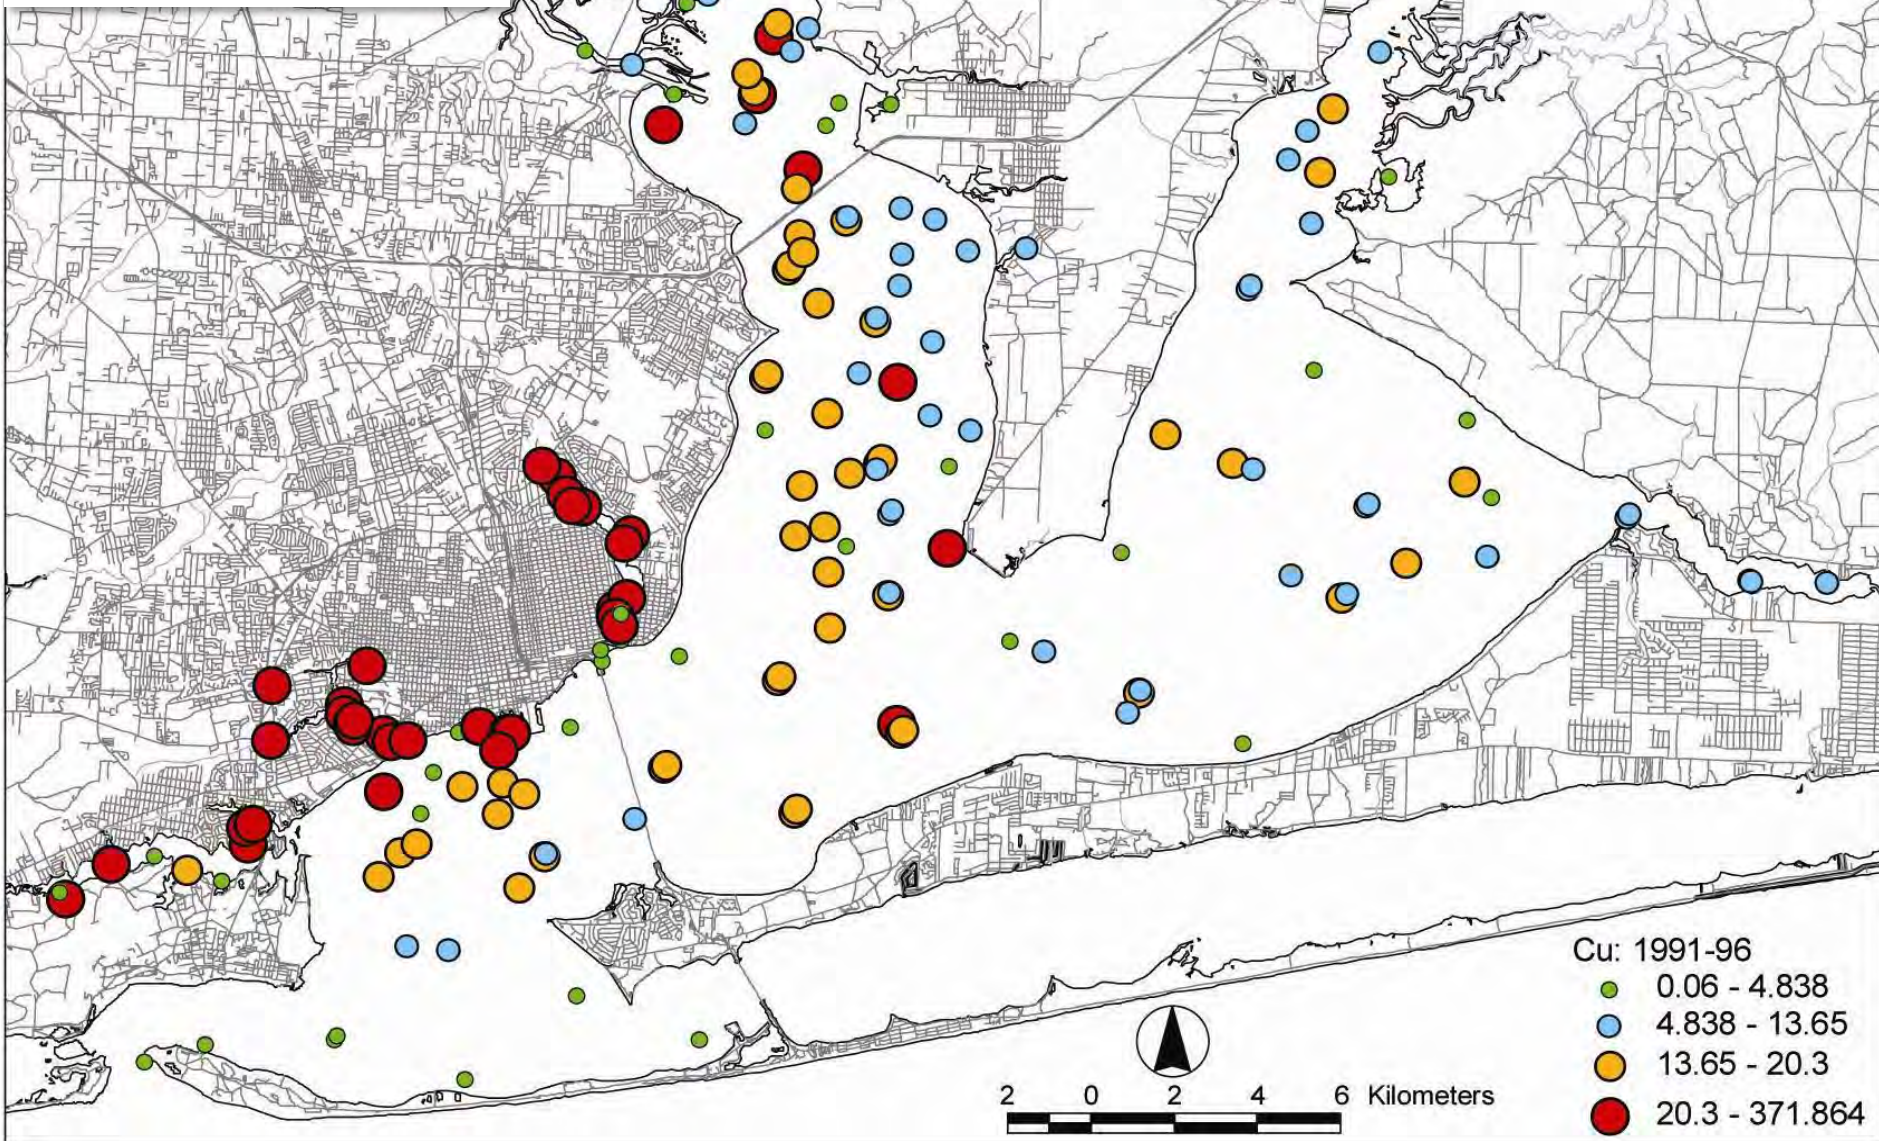 Cu: 1991-96
0.06 - 4.838
4.838 - 13.65
13.65 - 20.3
20.3 - 371.864
2 0 2 4 6 Kilometers